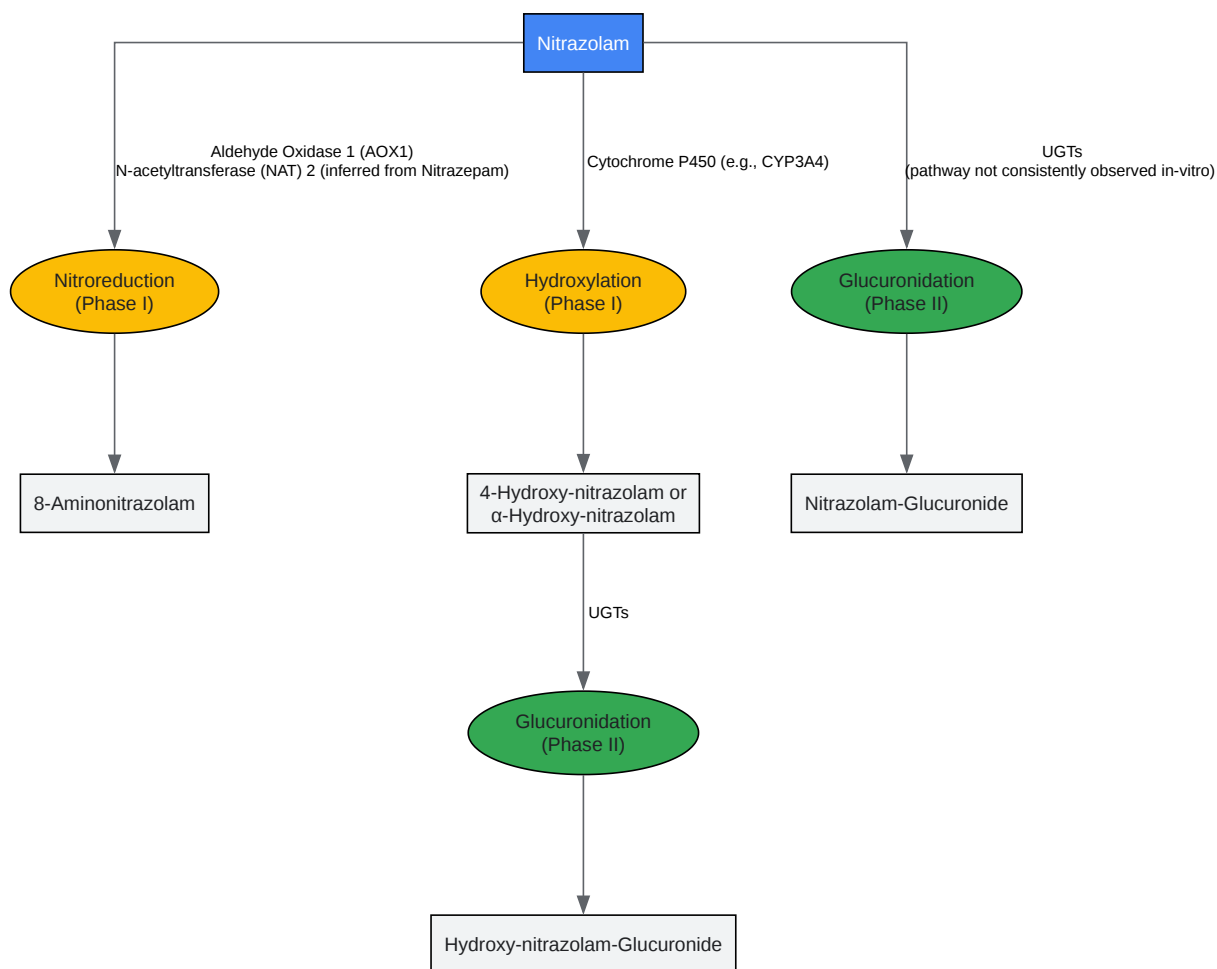 Nitrazolam
Aldehyde Oxidase 1 (AOX1)
N-acetyltransferase (NAT) 2 (inferred from Nitrazepam)
Cytochrome P450 (e.g., CYP3A4)
UGTs
(pathway not consistently observed in-vitro)
Nitroreduction
(Phase I)
Hydroxylation
(Phase I)
Glucuronidation
(Phase II)
8-Aminonitrazolam
4-Hydroxy-nitrazolam or
α-Hydroxy-nitrazolam
Nitrazolam-Glucuronide
UGTs
Glucuronidation
(Phase II)
Hydroxy-nitrazolam-Glucuronide